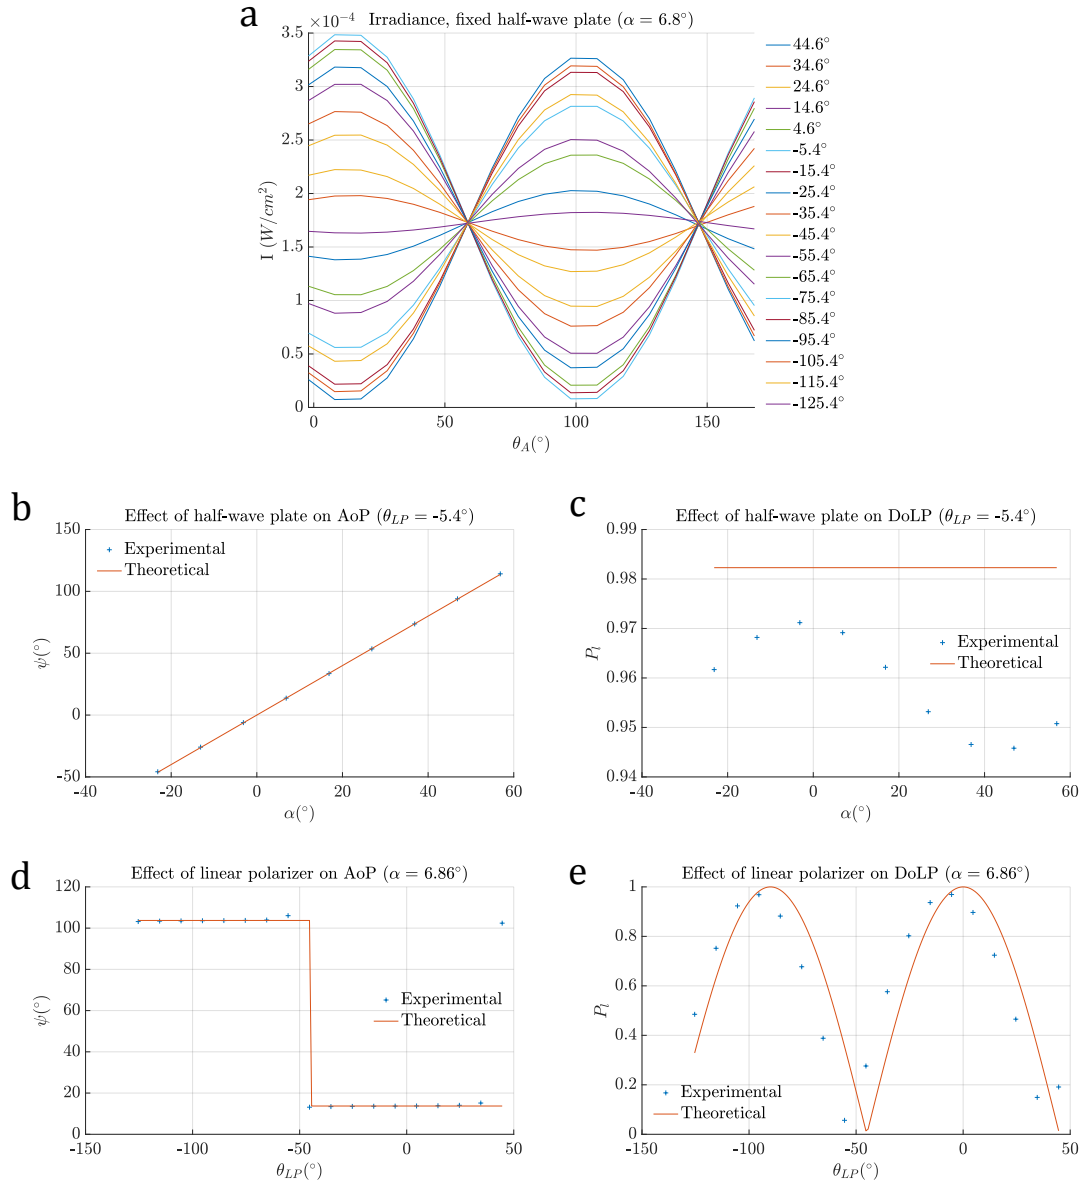 a
Irradiance, fixed half-wave plate (α = 6.8°)
×10⁻⁴
3.5
3
2.5
2
1.5
1
0.5
0
I (W/cm²)
0 50 100 150
θ_A(°)
44.6°
34.6°
24.6°
14.6°
4.6°
-5.4°
-15.4°
-25.4°
-35.4°
-45.4°
-55.4°
-65.4°
-75.4°
-85.4°
-95.4°
-105.4°
-115.4°
-125.4°
b
Effect of half-wave plate on AoP (θ_LP = -5.4°)
150
100
50
0
-50
ψ(°)
Experimental
Theoretical
-40 -20 0 20 40 60
α(°)
c
Effect of half-wave plate on DoLP (θ_LP = -5.4°)
0.99
0.98
0.97
0.96
0.95
0.94
P_l
Experimental
Theoretical
-40 -20 0 20 40 60
α(°)
d
Effect of linear polarizer on AoP (α = 6.86°)
120
100
80
60
40
20
0
ψ(°)
Experimental
Theoretical
-150 -100 -50 0 50
θ_LP(°)
e
Effect of linear polarizer on DoLP (α = 6.86°)
1
0.8
0.6
0.4
0.2
0
P_l
Experimental
Theoretical
-150 -100 -50 0 50
θ_LP(°)